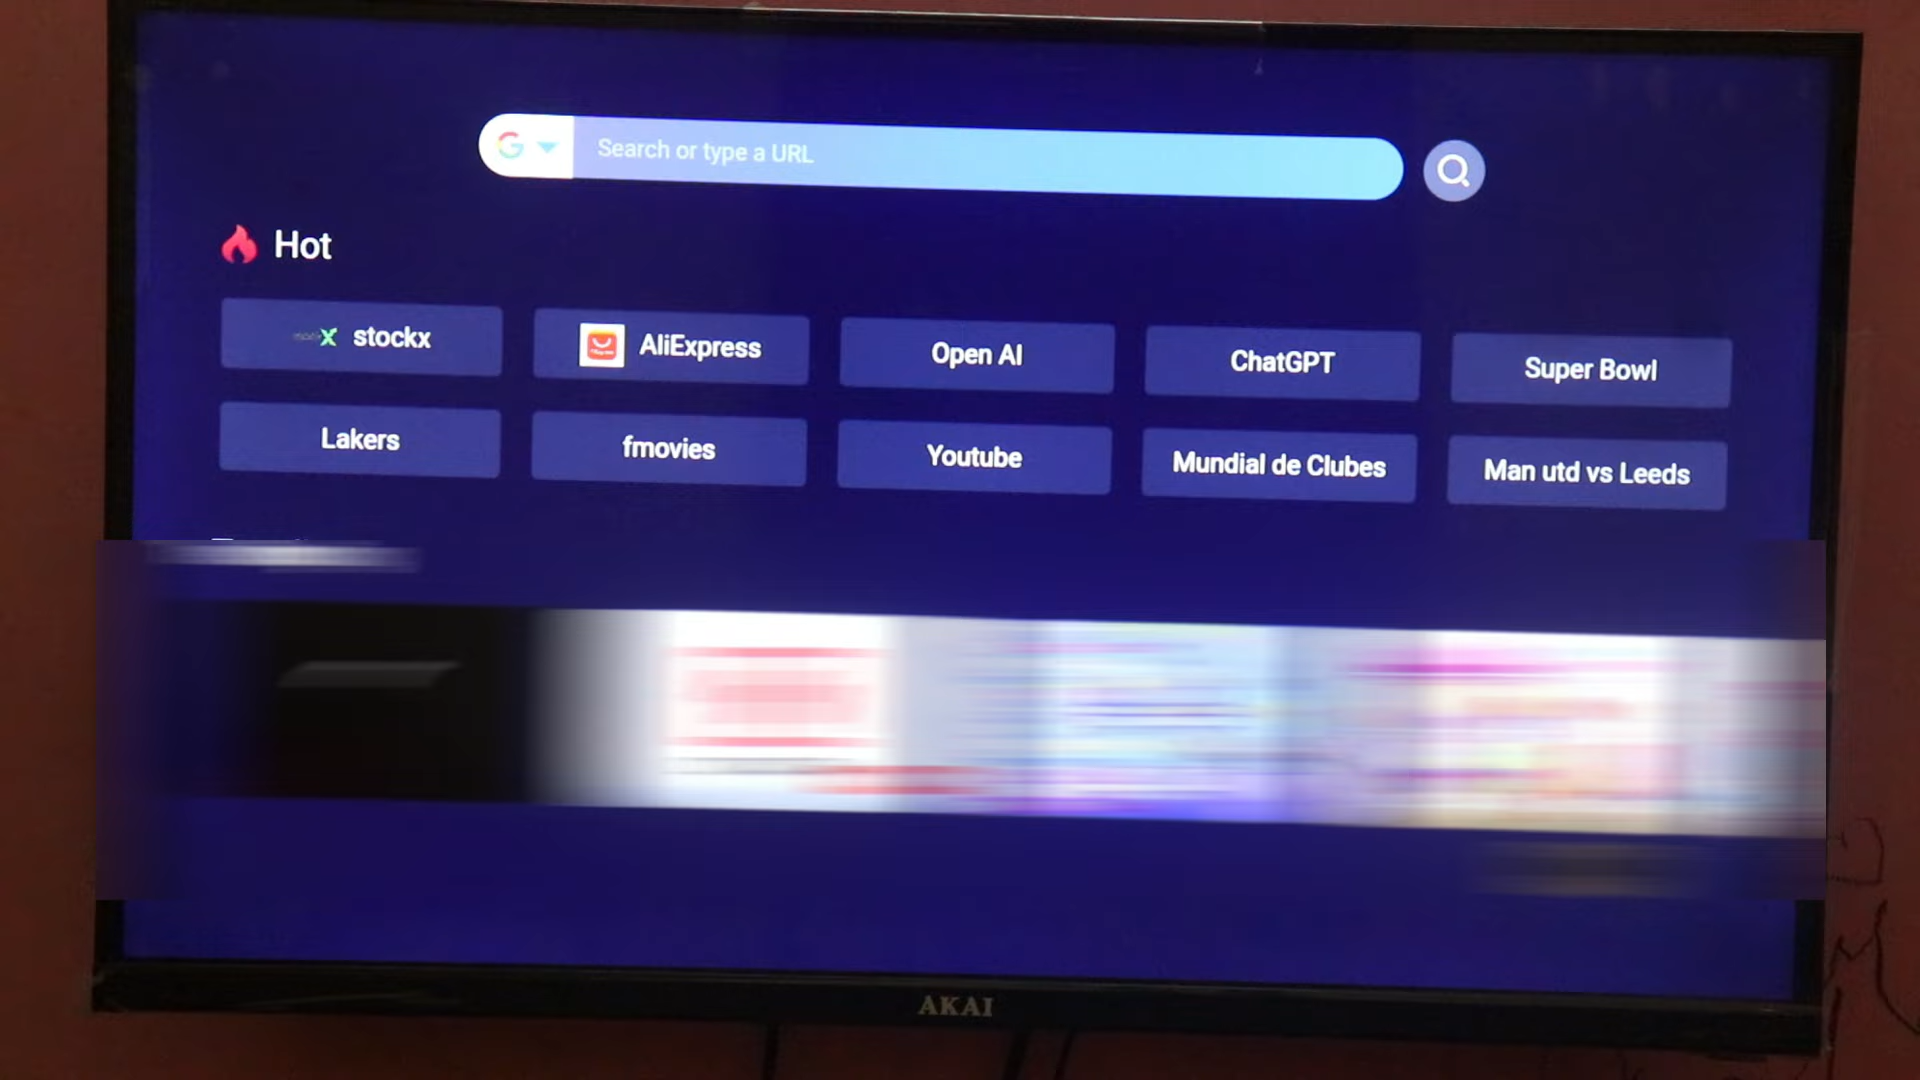 Search or type a URL
Hot
stockx AliExpress Open AI ChatGPT Super Bowl
Lakers fmovies Youtube Mundial de Clubes Man utd vs Leeds
AKAI